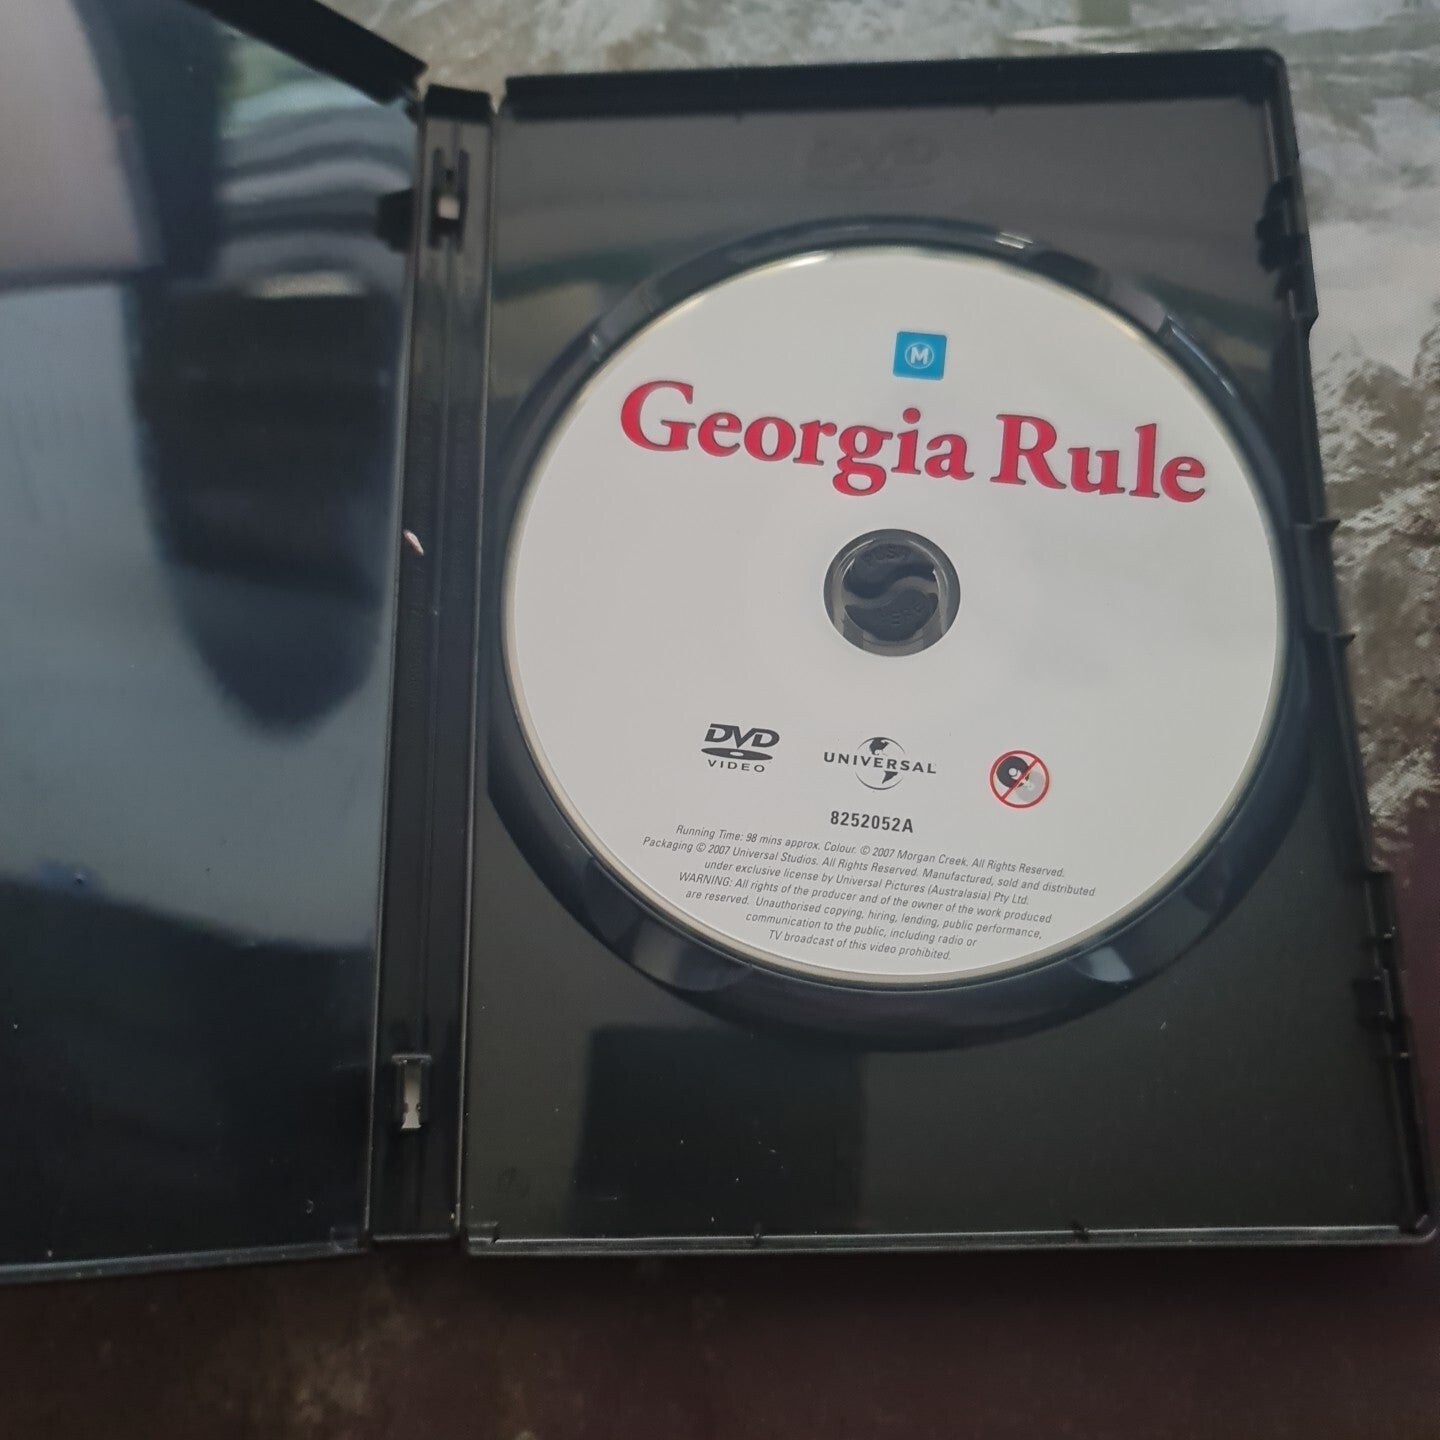 DVD
M
Georgia Rule
PUSH
HERE
DVD
VIDEO
UNIVERSAL
8252052A
Running Time: 98 mins approx. Colour. © 2007 Morgan Creek. All Rights Reserved.
Packaging © 2007 Universal Studios. All Rights Reserved. Manufactured, sold and distributed
under exclusive license by Universal Pictures (Australasia) Pty Ltd.
WARNING: All rights of the producer and of the owner of the work produced
are reserved. Unauthorised copying, hiring, lending, public performance,
communication to the public, including radio or
TV broadcast of this video prohibited.